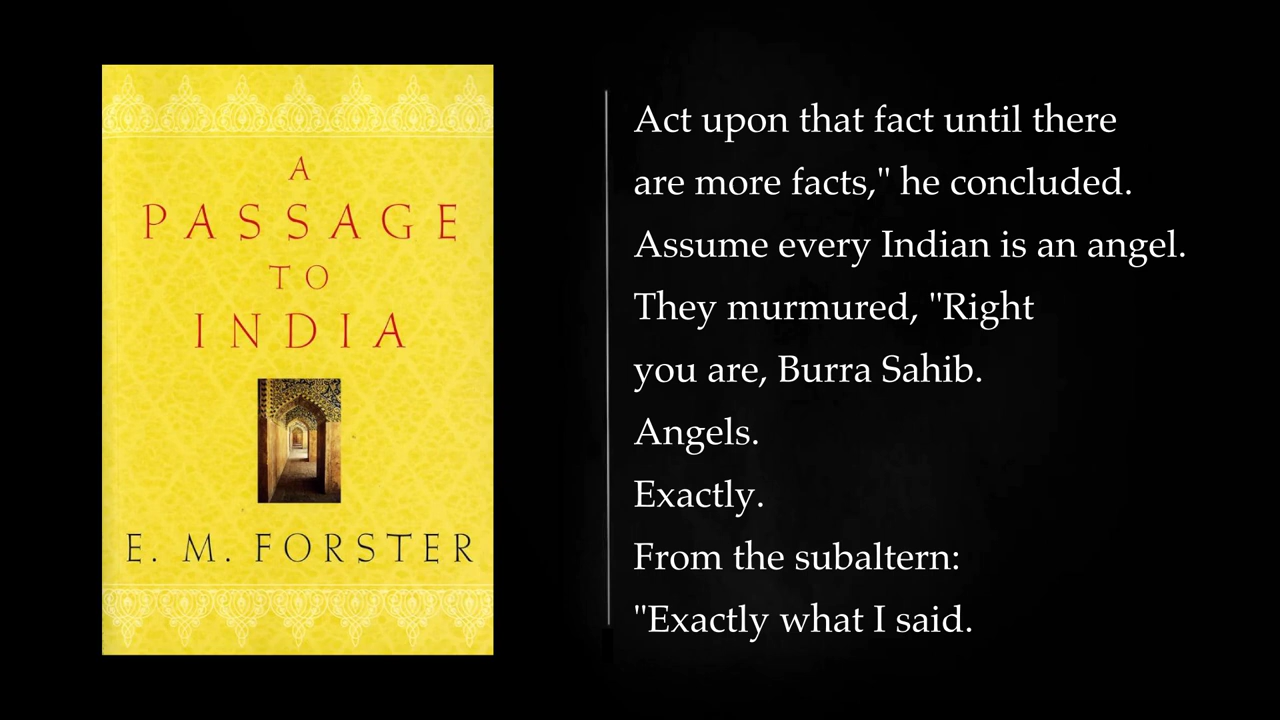 A
PASSAGE
TO
INDIA
E. M. FORSTER
Act upon that fact until there
are more facts," he concluded.
Assume every Indian is an angel.
They murmured, "Right
you are, Burra Sahib.
Angels.
Exactly.
From the subaltern:
"Exactly what I said.